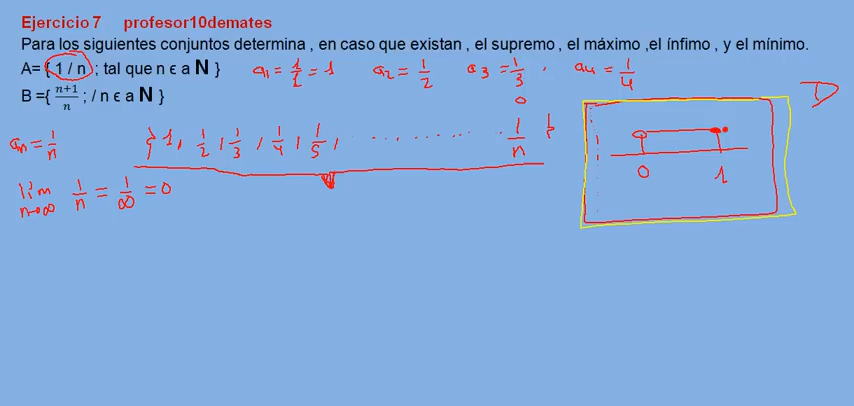 Ejercicio 7 profesor10demates
Para los siguientes conjuntos determina , en caso que existan , el supremo , el máximo ,el ínfimo , y el mínimo.
A= { 1 / n ; tal que n ϵ a N } a1 = 1/1 = 1 a2 = 1/2 a3 = 1/3 . a4 = 1/4
B ={ n+1/n ; / n ϵ a N }
an = 1/n { 1 , 1/2 , 1/3 , 1/4 , 1/5 , . . . . . . . . . . 1/n }
0
lim n→∞ 1/n = 1/∞ = 0
0 1